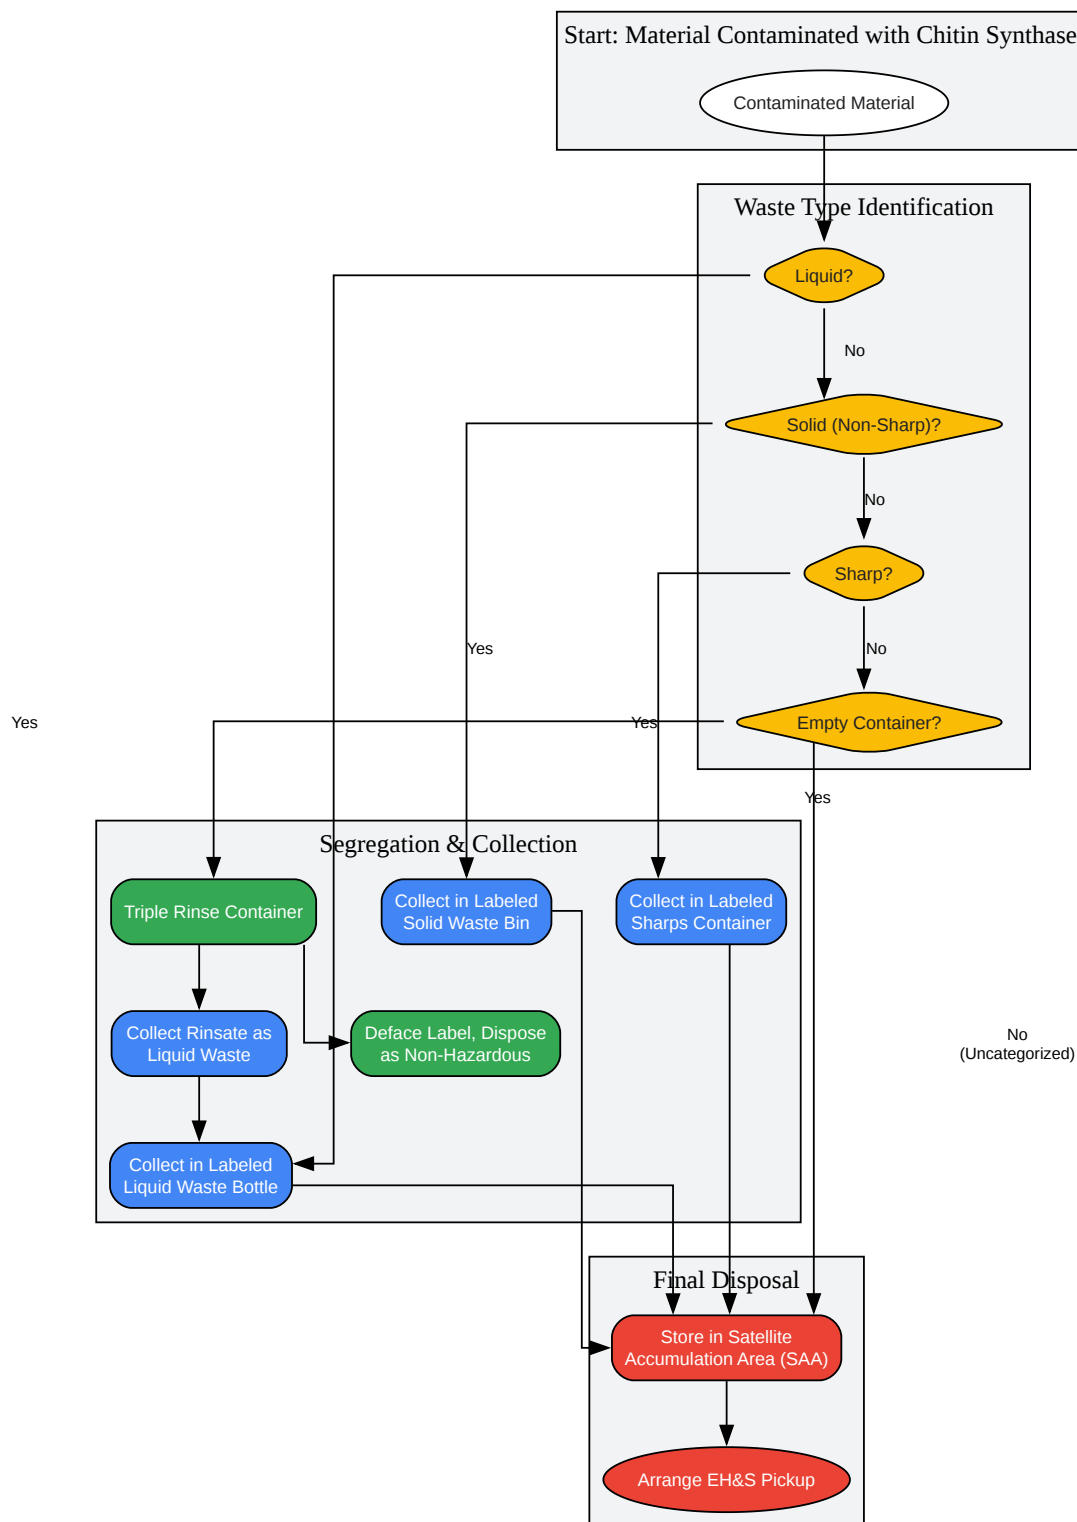 Start: Material Contaminated with Chitin Synthase
Contaminated Material
Waste Type Identification
Liquid?
No
Solid (Non-Sharp)?
No
Sharp?
Yes
No
Yes
Yes
Empty Container?
Yes
Segregation & Collection
Triple Rinse Container
Collect in Labeled
Solid Waste Bin
Collect in Labeled
Sharps Container
Collect Rinsate as
Liquid Waste
Deface Label, Dispose
as Non-Hazardous
No
(Uncategorized)
Collect in Labeled
Liquid Waste Bottle
Final Disposal
Store in Satellite
Accumulation Area (SAA)
Arrange EH&S Pickup